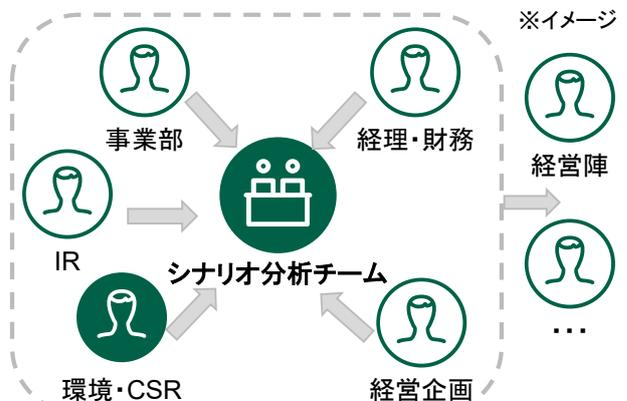 ※イメージ
事業部
経理・財務
経営陣
IR
シナリオ分析チーム
環境・CSR
経営企画
…